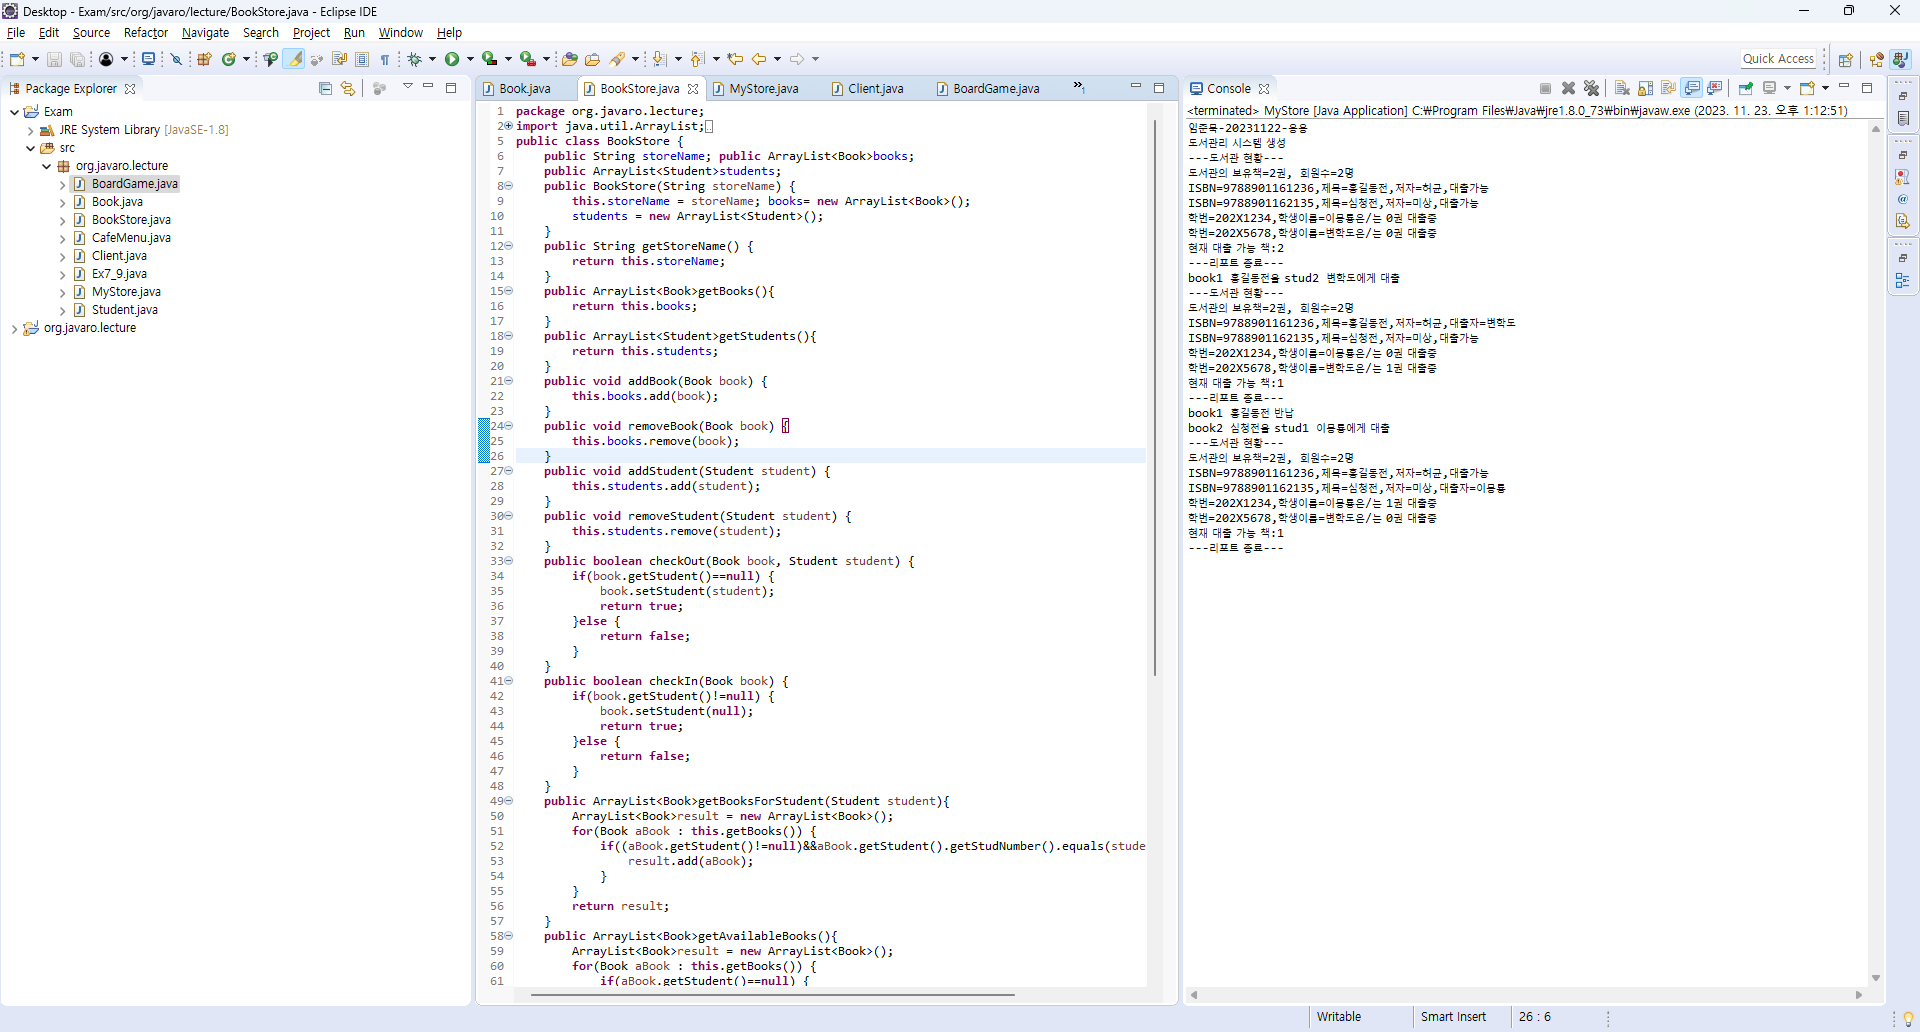 Desktop - Exam/src/org/javaro/lecture/BookStore.java - Eclipse IDE
File Edit Source Refactor Navigate Search Project Run Window Help
Quick Access
Package Explorer
Exam
JRE System Library [JavaSE-1.8]
src
org.javaro.lecture
BoardGame.java
Book.java
BookStore.java
CafeMenu.java
Client.java
Ex7_9.java
MyStore.java
Student.java
org.javaro.lecture
Book.java BookStore.java MyStore.java Client.java BoardGame.java »1
1 package org.javaro.lecture;
2 import java.util.ArrayList;
5 public class BookStore {
6 public String storeName; public ArrayList<Book>books;
7 public ArrayList<Student>students;
8 public BookStore(String storeName) {
9 this.storeName = storeName; books= new ArrayList<Book>();
10 students = new ArrayList<Student>();
11 }
12 public String getStoreName() {
13 return this.storeName;
14 }
15 public ArrayList<Book>getBooks(){
16 return this.books;
17 }
18 public ArrayList<Student>getStudents(){
19 return this.students;
20 }
21 public void addBook(Book book) {
22 this.books.add(book);
23 }
24 public void removeBook(Book book) {
25 this.books.remove(book);
26 }
27 public void addStudent(Student student) {
28 this.students.add(student);
29 }
30 public void removeStudent(Student student) {
31 this.students.remove(student);
32 }
33 public boolean checkOut(Book book, Student student) {
34 if(book.getStudent()==null) {
35 book.setStudent(student);
36 return true;
37 }else {
38 return false;
39 }
40 }
41 public boolean checkIn(Book book) {
42 if(book.getStudent()!=null) {
43 book.setStudent(null);
44 return true;
45 }else {
46 return false;
47 }
48 }
49 public ArrayList<Book>getBooksForStudent(Student student){
50 ArrayList<Book>result = new ArrayList<Book>();
51 for(Book aBook : this.getBooks()) {
52 if((aBook.getStudent()!=null)&&aBook.getStudent().getStudNumber().equals(stude
53 result.add(aBook);
54 }
55 }
56 return result;
57 }
58 public ArrayList<Book>getAvailableBooks(){
59 ArrayList<Book>result = new ArrayList<Book>();
60 for(Book aBook : this.getBooks()) {
61 if(aBook.getStudent()==null) {
Console
<terminated> MyStore [Java Application] C:₩Program Files₩Java₩jre1.8.0_73₩bin₩javaw.exe (2023. 11. 23. 오후 1:12:51)
임준묵-20231122-응용
도서관리 시스템 생성
---도서관 현황---
도서관의 보유책=2권, 회원수=2명
ISBN=9788901161236,제목=홍길동전,저자=허균,대출가능
ISBN=9788901162135,제목=심청전,저자=미상,대출가능
학번=202X1234,학생이름=이몽룡은/는 0권 대출중
학번=202X5678,학생이름=변학도은/는 0권 대출중
현재 대출 가능 책:2
---리포트 종료---
book1 홍길동전을 stud2 변학도에게 대출
---도서관 현황---
도서관의 보유책=2권, 회원수=2명
ISBN=9788901161236,제목=홍길동전,저자=허균,대출자=변학도
ISBN=9788901162135,제목=심청전,저자=미상,대출가능
학번=202X1234,학생이름=이몽룡은/는 0권 대출중
학번=202X5678,학생이름=변학도은/는 1권 대출중
현재 대출 가능 책:1
---리포트 종료---
book1 홍길동전 반납
book2 심청전을 stud1 이몽룡에게 대출
---도서관 현황---
도서관의 보유책=2권, 회원수=2명
ISBN=9788901161236,제목=홍길동전,저자=허균,대출가능
ISBN=9788901162135,제목=심청전,저자=미상,대출자=이몽룡
학번=202X1234,학생이름=이몽룡은/는 1권 대출중
학번=202X5678,학생이름=변학도은/는 0권 대출중
현재 대출 가능 책:1
---리포트 종료---
Writable Smart Insert 26 : 6